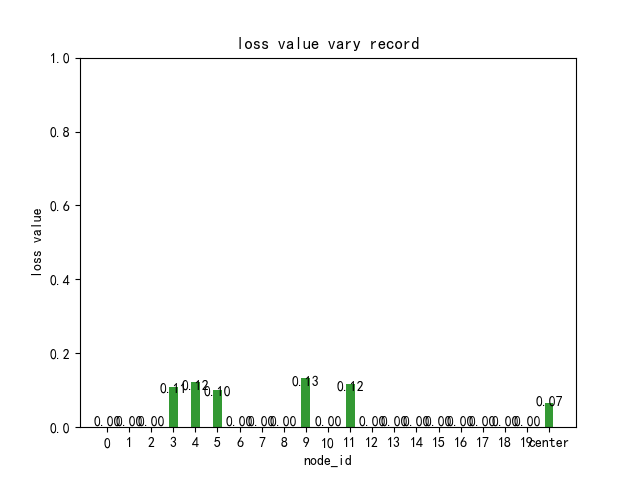 loss value vary record
1.0
0.8
0.6
0.4
0.2
0.0
loss value
0.00 0.00 0.00 0.11 0.12 0.10 0.00 0.00 0.00 0.13 0.00 0.12 0.00 0.00 0.00 0.00 0.00 0.00 0.00 0.00 0.07
0 1 2 3 4 5 6 7 8 9 10 11 12 13 14 15 16 17 18 19 center
node_id